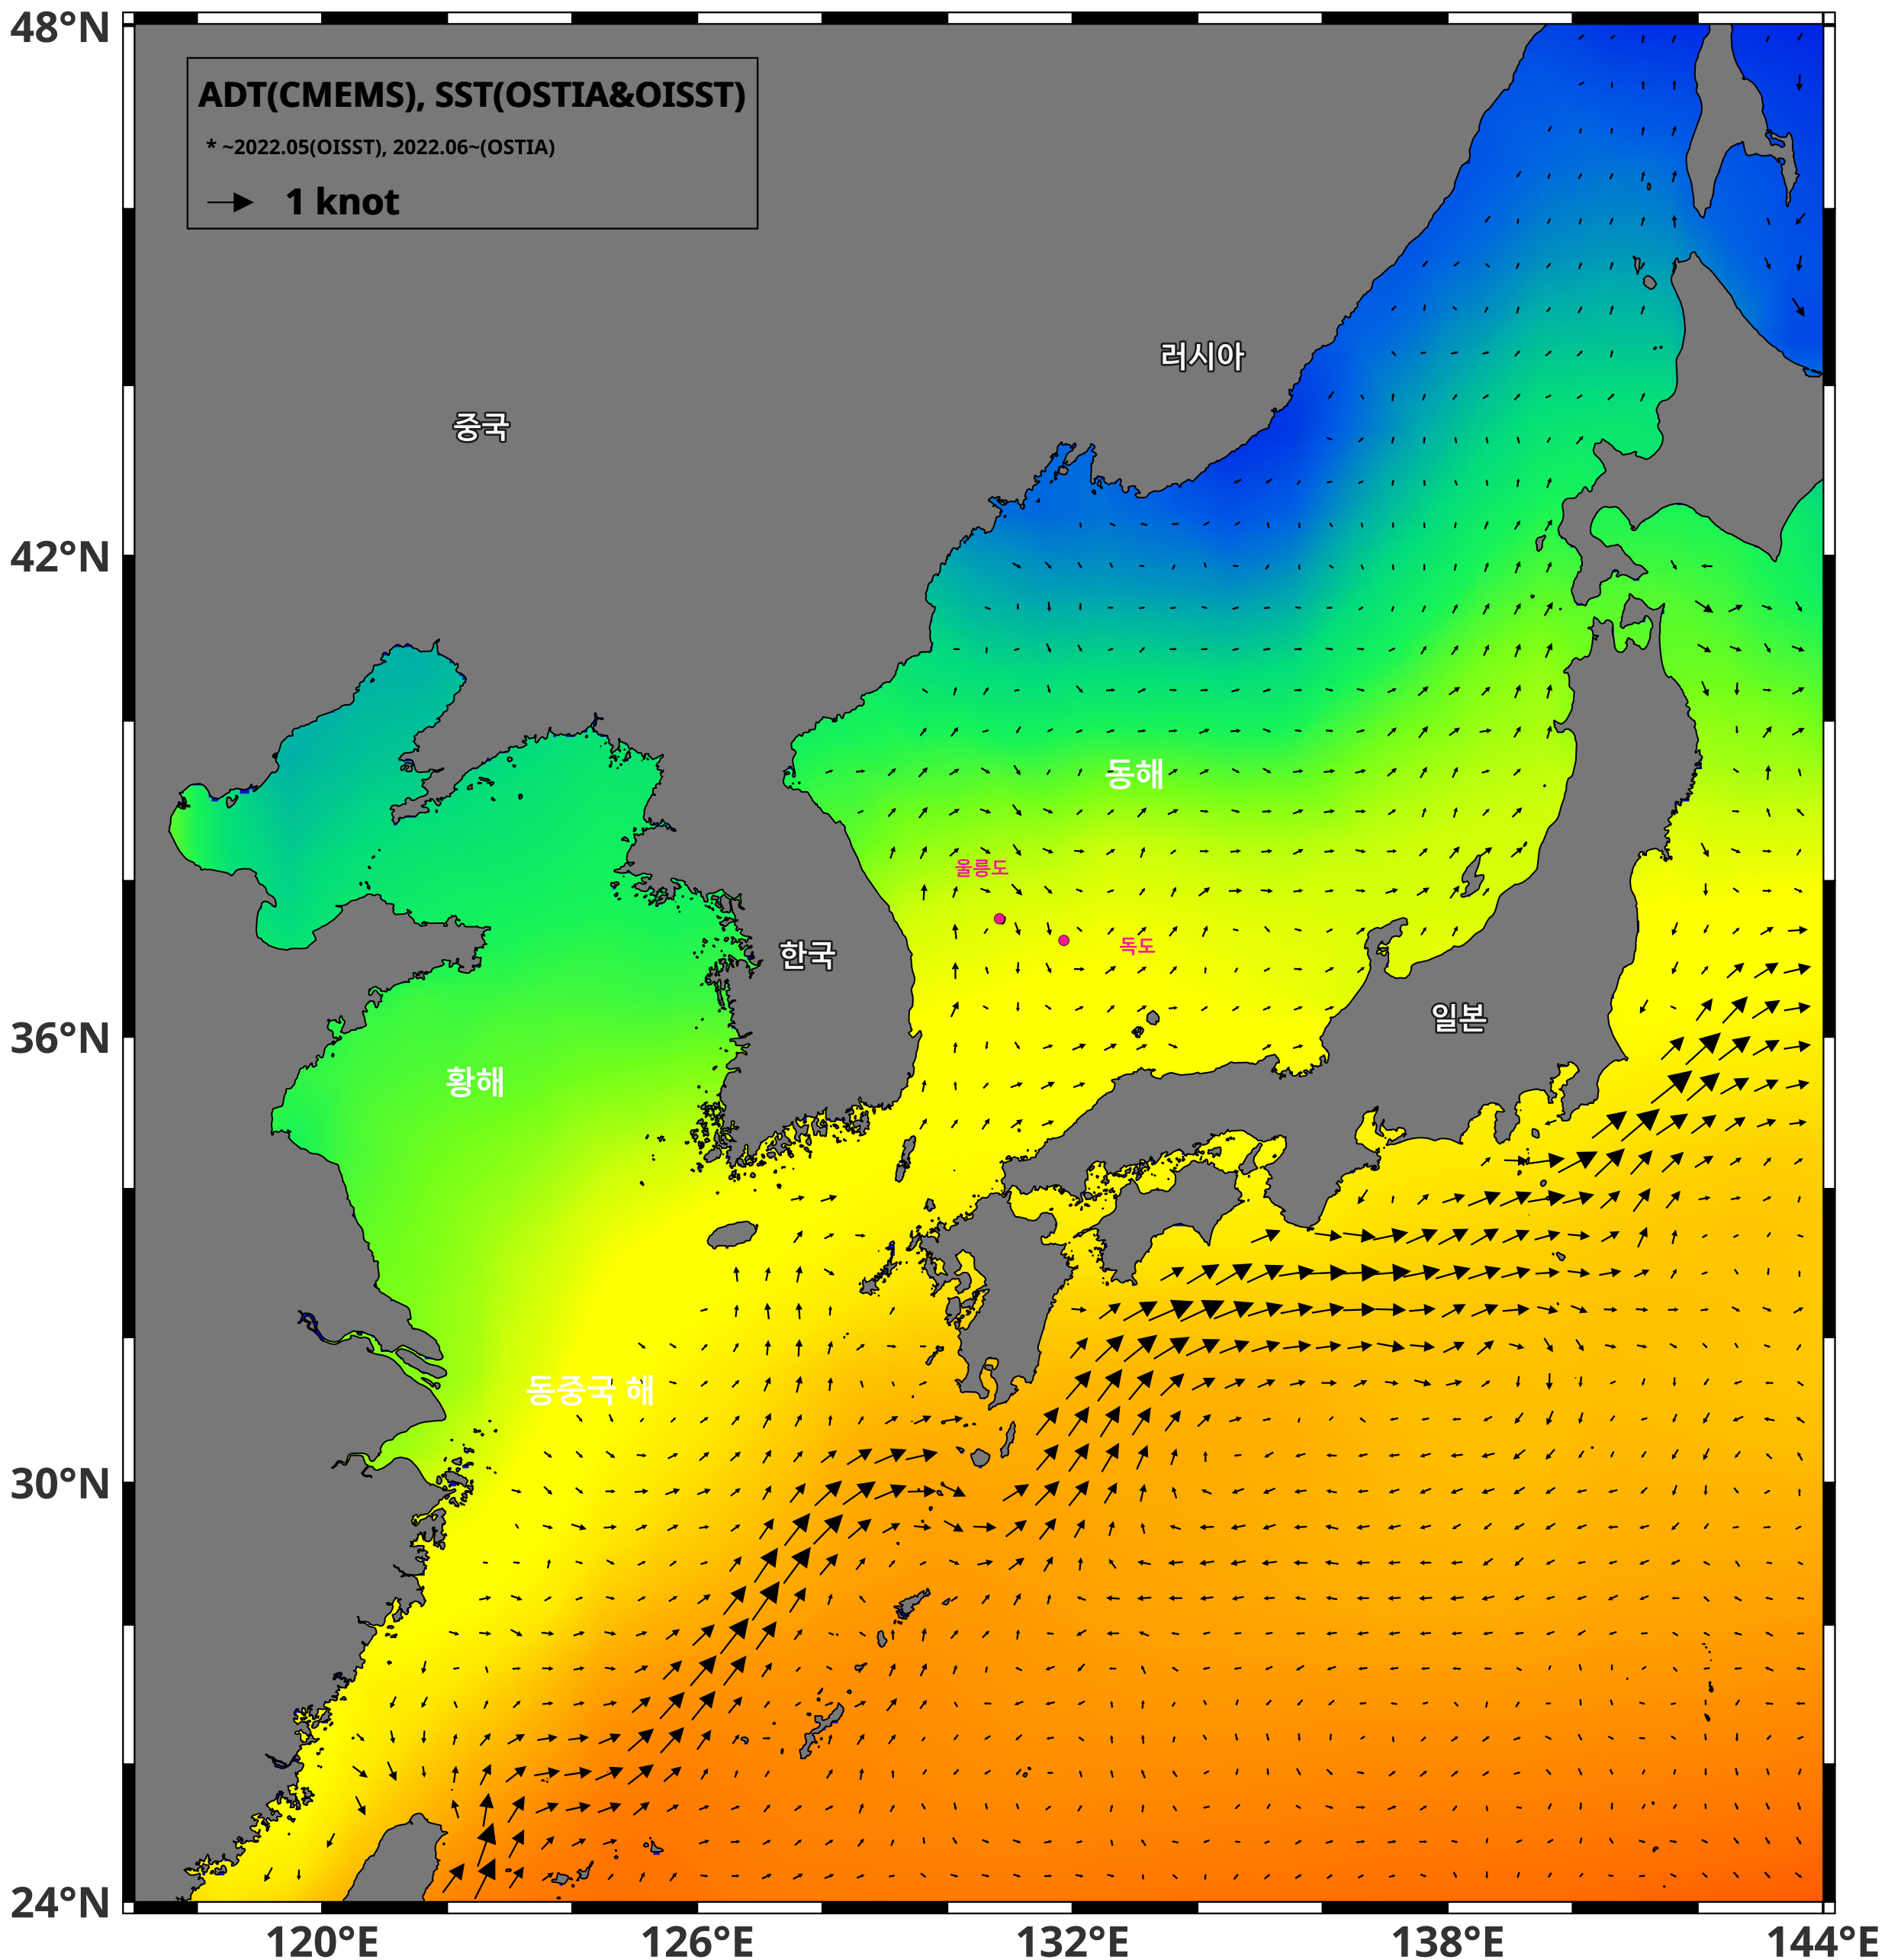 48°N
ADT(CMEMS), SST(OSTIA&OISST)
* ~2022.05(OISST), 2022.06~(OSTIA)
1 knot
러시아
중국
42°N
동해
울릉도
독도
한국
일본
36°N
황해
동중국 해
30°N
24°N
120°E 126°E 132°E 138°E 144°E